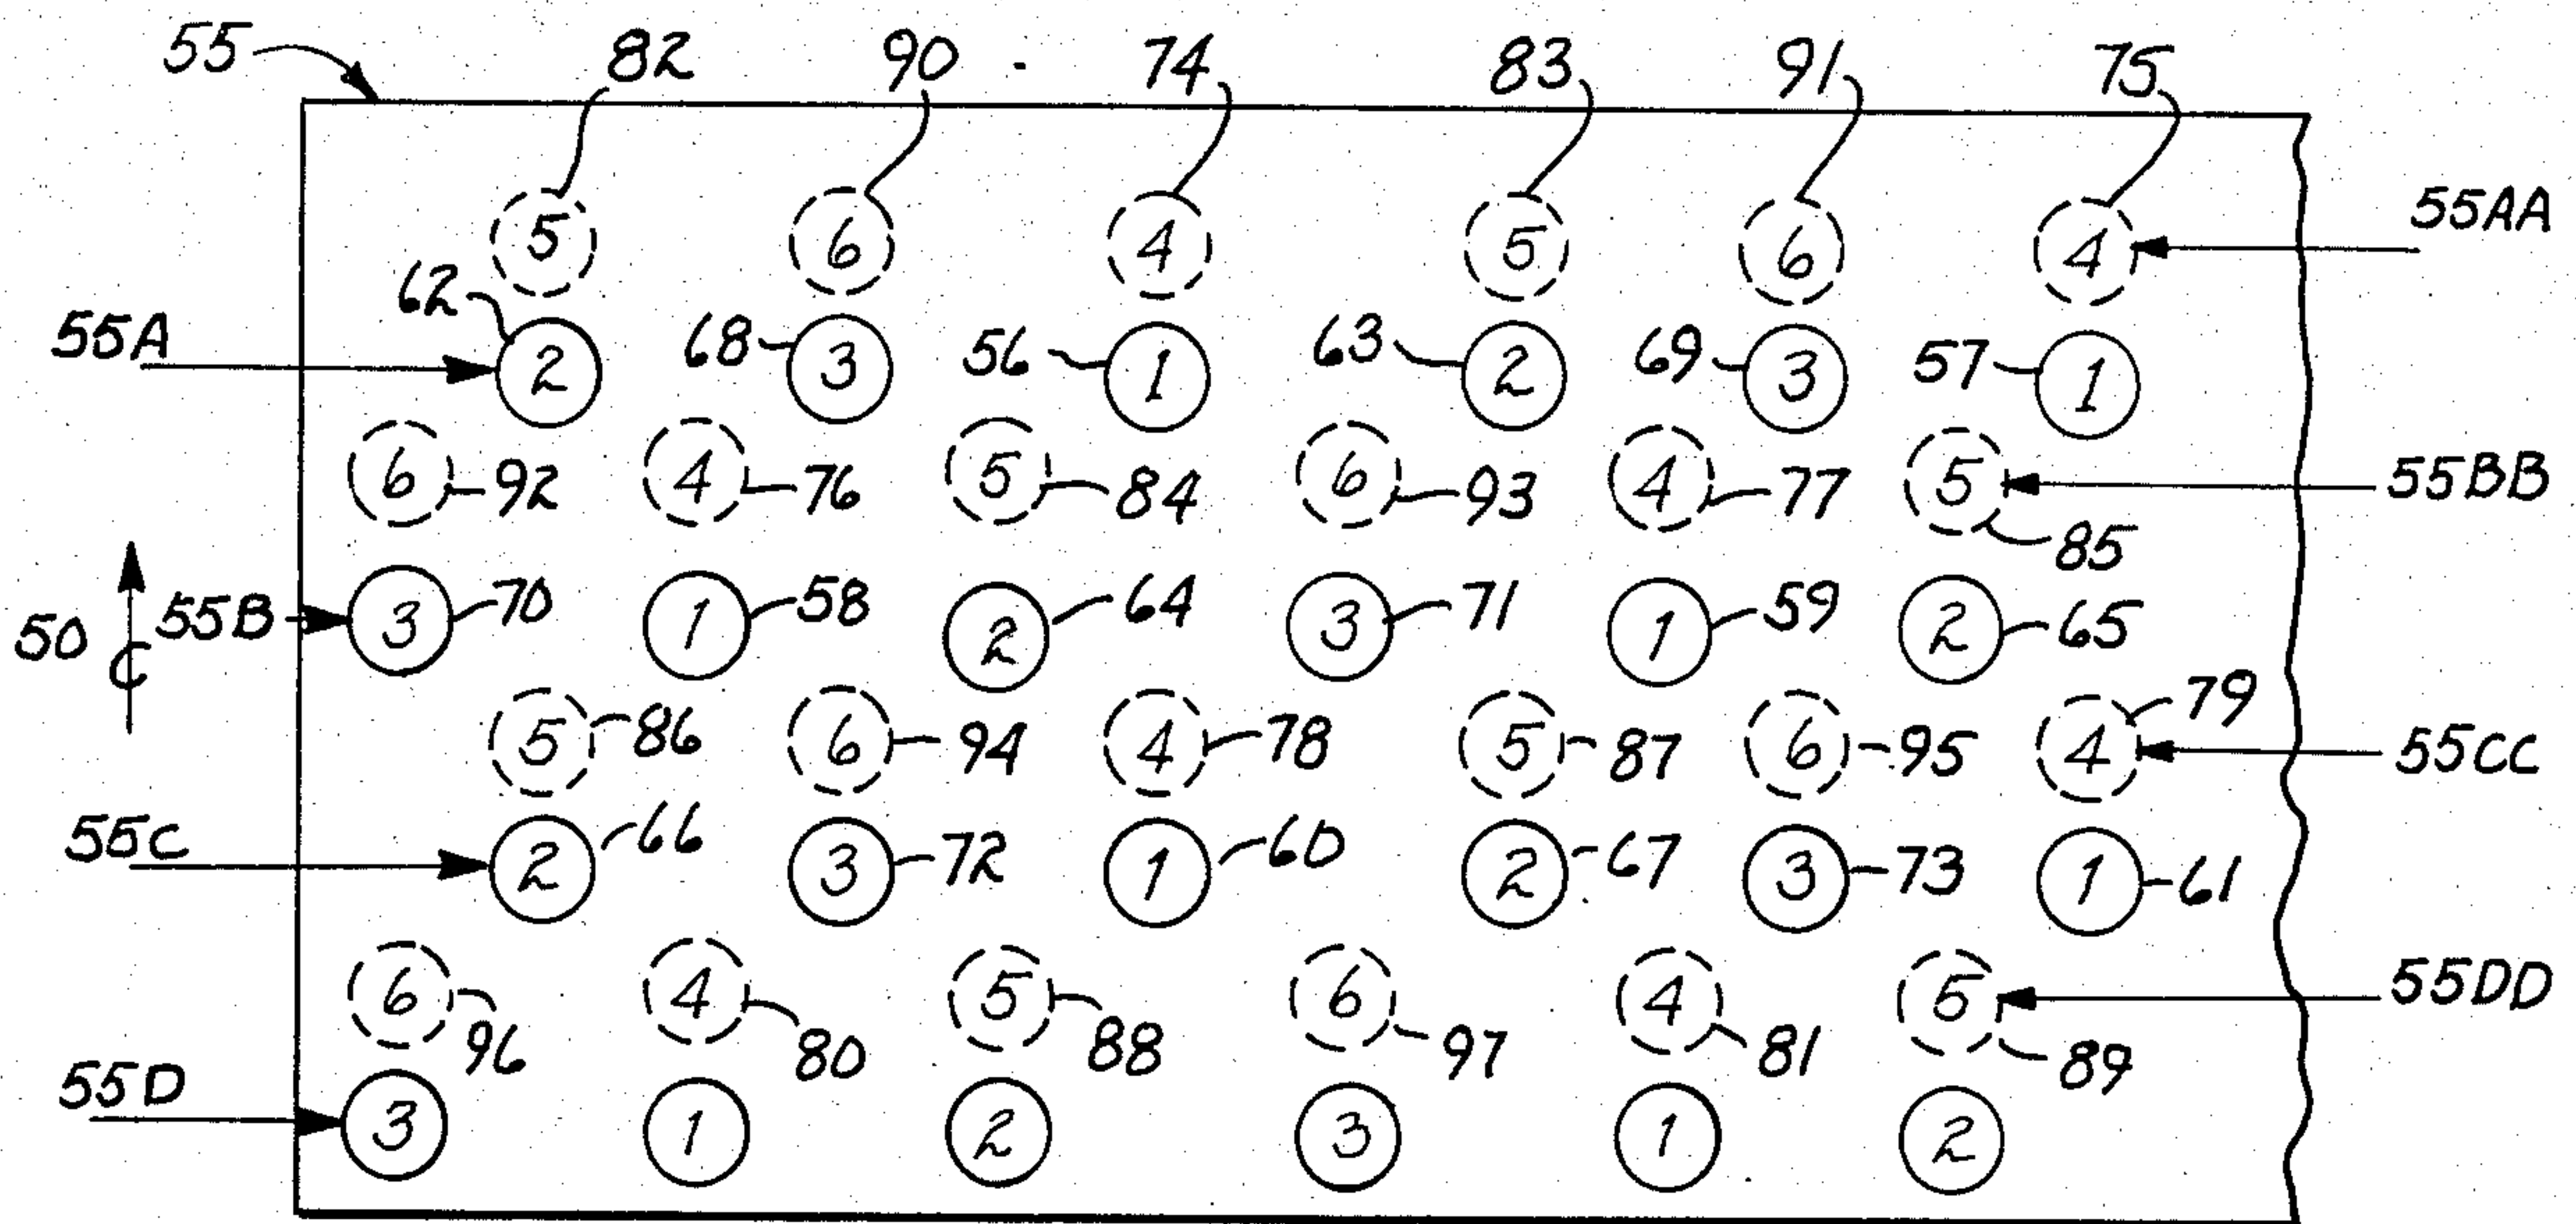 55 82 90 74 83 91 75
5 6 4 5 6 4 55AA
55A 62 2 68 3 56 1 63 2 69 3 57 1
6 92 4 76 5 84 6 93 4 77 5 55BB
85
50 C 55B 3 70 1 58 2 64 3 71 1 59 2 65
5 86 6 94 4 78 5 87 6 95 4 79 55CC
55C 2 66 3 72 1 60 2 67 3 73 1 61
6 96 4 80 5 88 6 97 4 81 5 89 55DD
55D 3 1 2 3 1 2